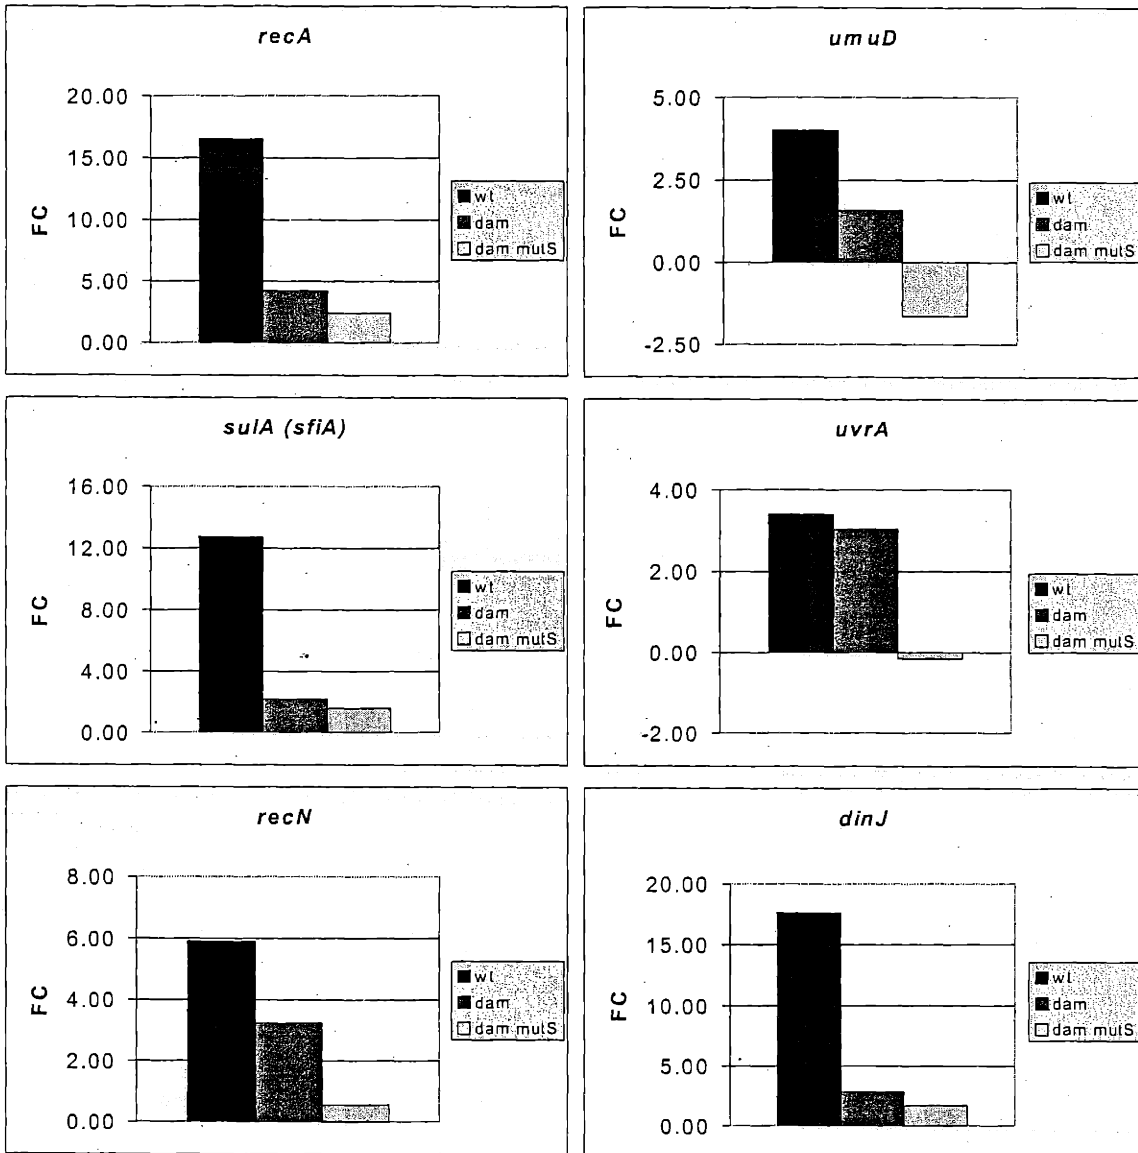 recA
20.00
15.00
10.00
5.00
0.00
FC
wt
dam
dam mutS
umuD
5.00
2.50
0.00
-2.50
FC
wt
dam
dam mutS
sulA (sfiA)
16.00
12.00
8.00
4.00
0.00
FC
wt
dam
dam mutS
uvrA
4.00
2.00
0.00
-2.00
FC
wt
dam
dam mutS
recN
8.00
6.00
4.00
2.00
0.00
FC
wt
dam
dam mutS
dinJ
20.00
15.00
10.00
5.00
0.00
FC
wt
dam
dam mutS